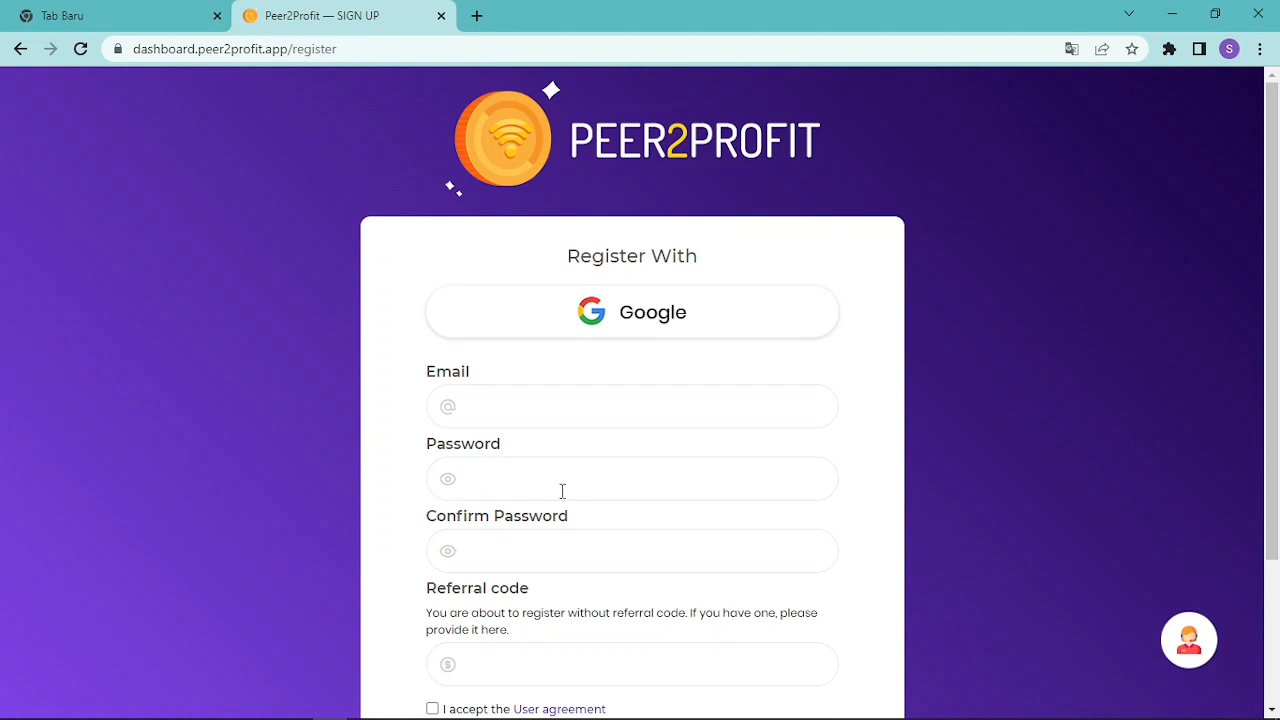 Tab Baru
Peer2Profit — SIGN UP
dashboard.peer2profit.app/register
S
PEER2PROFIT
Register With
Google
Email
Password
Confirm Password
Referral code
You are about to register without referral code. If you have one, please
provide it here.
I accept the User agreement